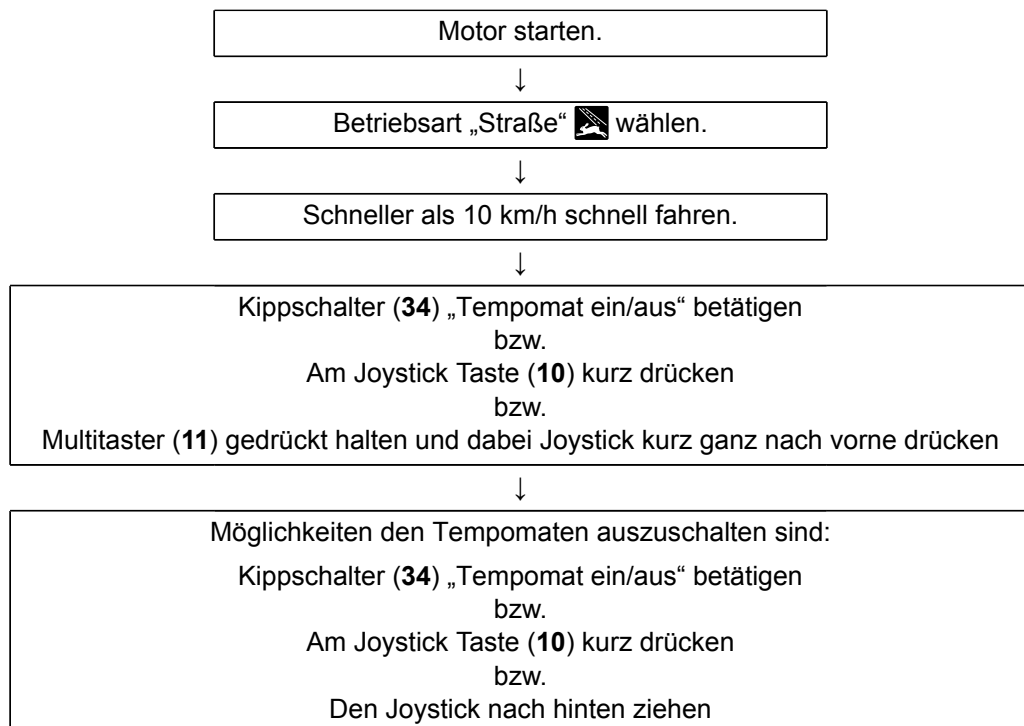 Motor starten.
↓
Betriebsart „Straße“ wählen.
↓
Schneller als 10 km/h schnell fahren.
↓
Kippschalter (34) „Tempomat ein/aus“ betätigen
bzw.
Am Joystick Taste (10) kurz drücken
bzw.
Multitaster (11) gedrückt halten und dabei Joystick kurz ganz nach vorne drücken
↓
Möglichkeiten den Tempomaten auszuschalten sind:
Kippschalter (34) „Tempomat ein/aus“ betätigen
bzw.
Am Joystick Taste (10) kurz drücken
bzw.
Den Joystick nach hinten ziehen